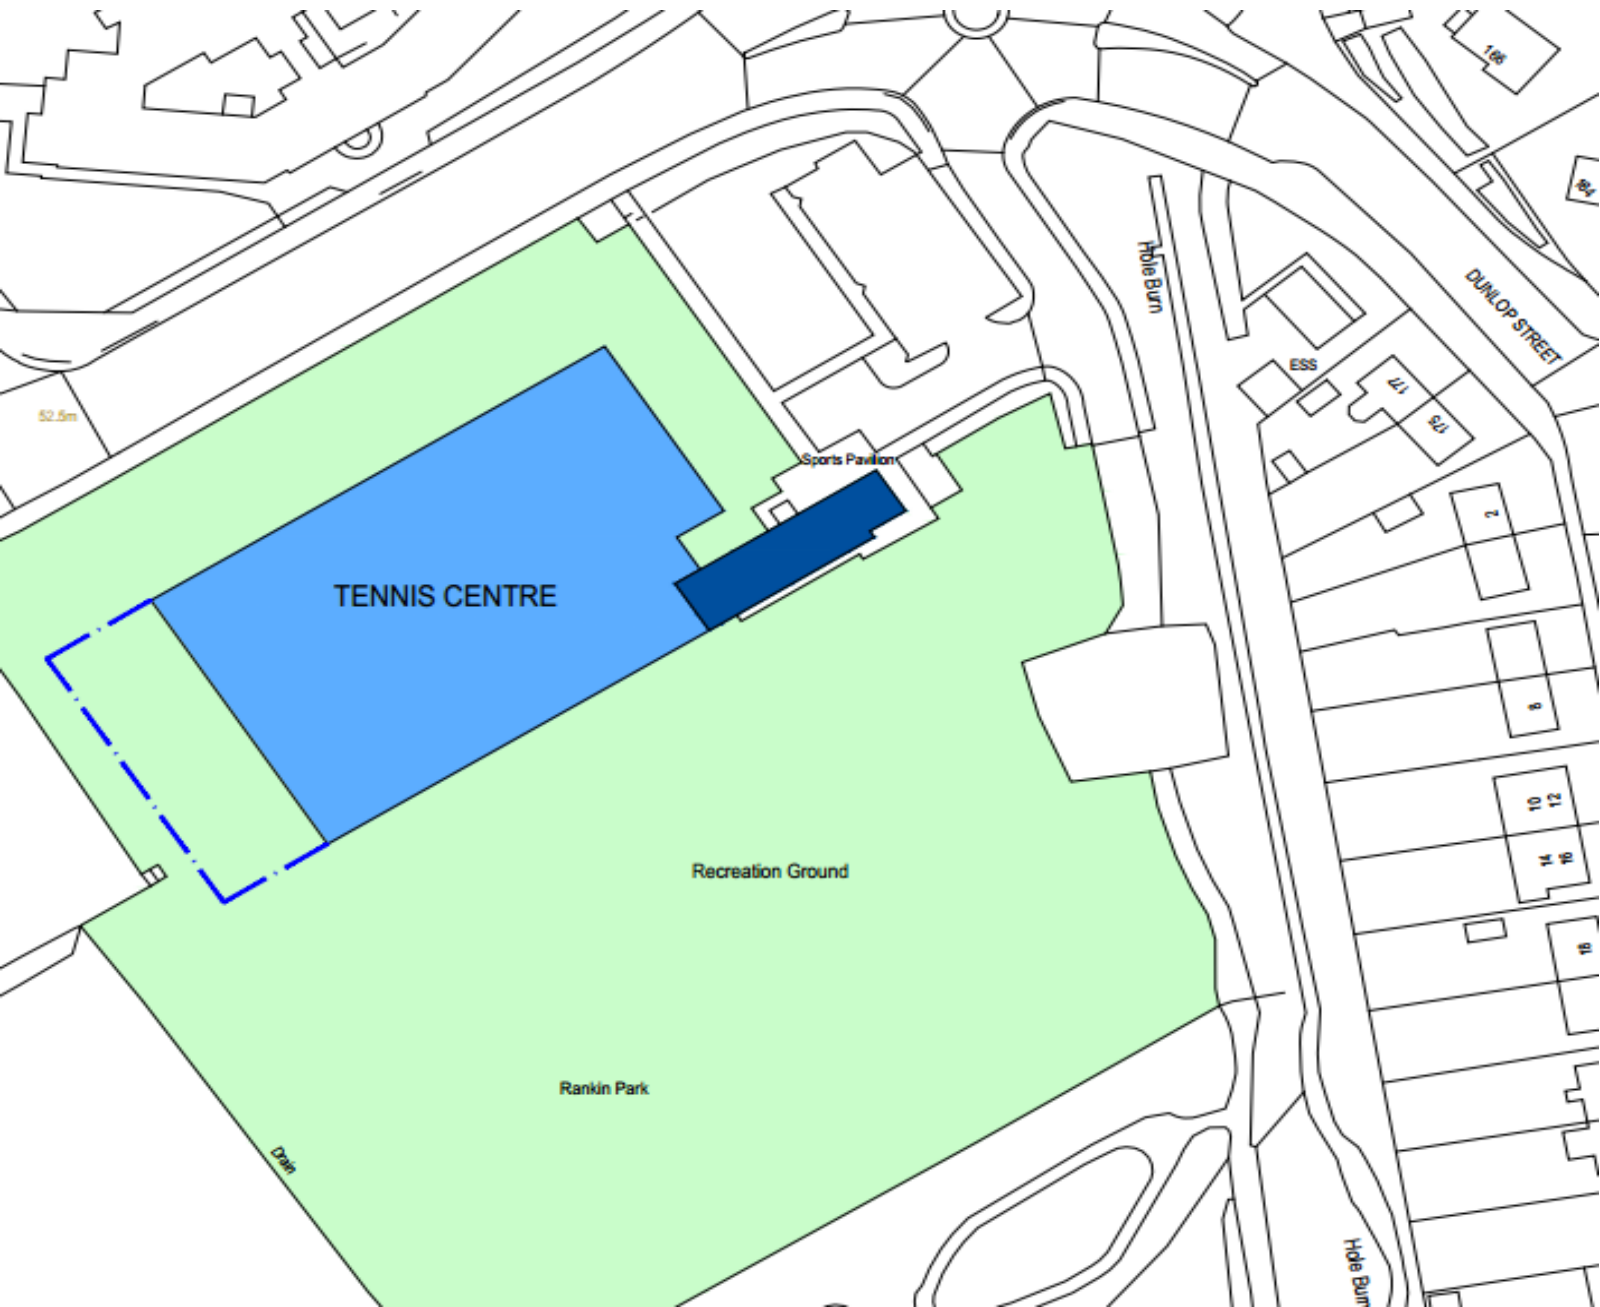 166
164
Hole Burn
DUNLOP STREET
ESS
177
175
52.5m
Sports Pavilion
2
TENNIS CENTRE
8
10
12
14
16
Recreation Ground
18
Rankin Park
Drain
Hole Burn